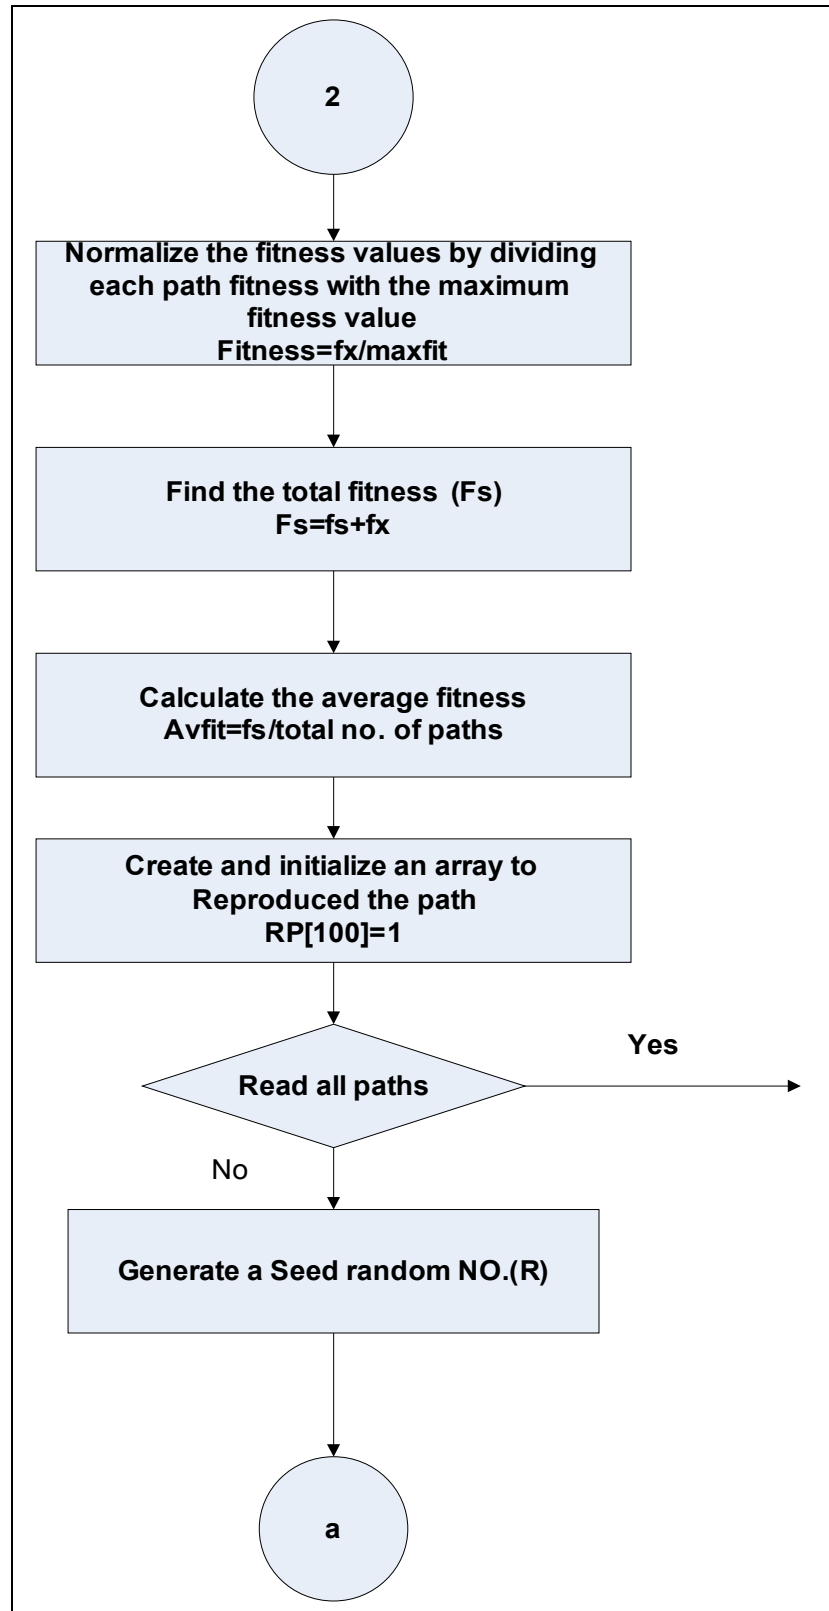 2
Normalize the fitness values by dividing
each path fitness with the maximum
fitness value
Fitness=fx/maxfit
Find the total fitness (Fs)
Fs=fs+fx
Calculate the average fitness
Avfit=fs/total no. of paths
Create and initialize an array to
Reproduced the path
RP[100]=1
Yes
Read all paths
No
Generate a Seed random NO.(R)
a